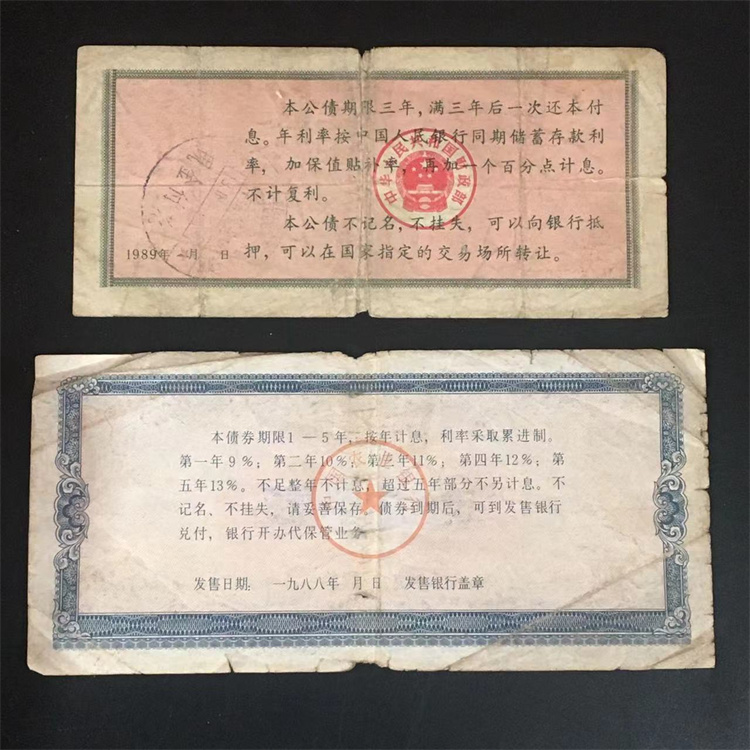 本公债期限三年，满三年后一次还本付
息。年利率按中国人民银行同期储蓄存款利
率，加保值贴补率，再加一个百分点计息。
不计复利。
本公债不记名，不挂失，可以向银行抵
押，可以在国家指定的交易场所转让。
1989年 月 日
中华人民共和国财政部
本债券期限1—5年，按年计息，利率采取累进制。
第一年9％；第二年10％；第三年11％；第四年12％；第
五年13％。不足整年不计息，超过五年部分不另计息。不
记名、不挂失，请妥善保存。债券到期后，可到发售银行
兑付，银行开办代保管业务。
发售日期：一九八八年 月 日 发售银行盖章